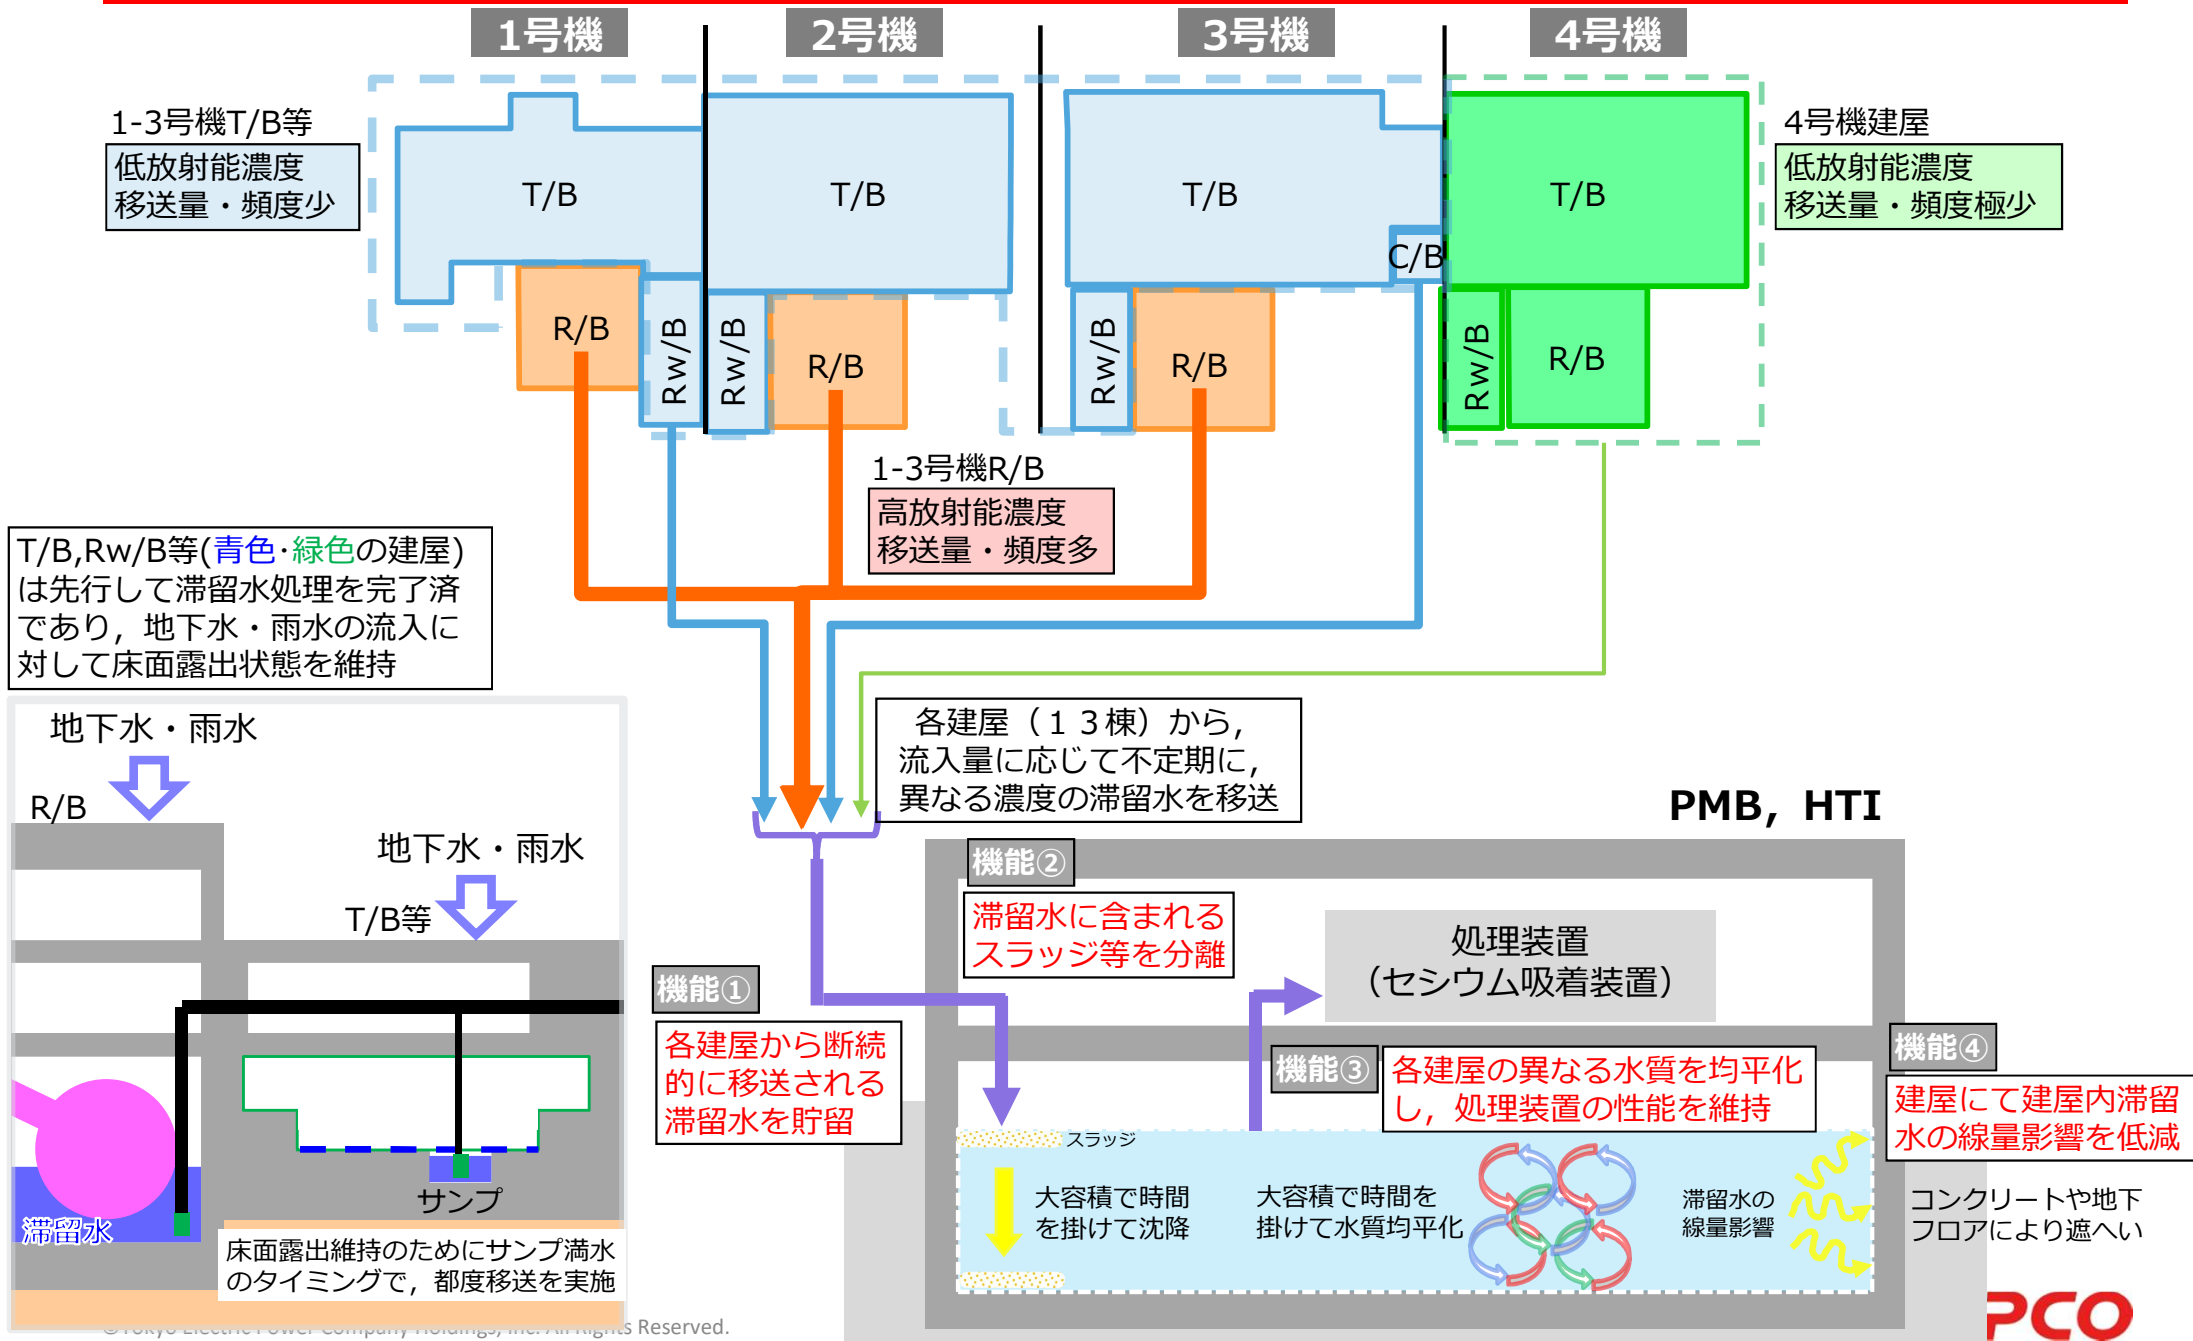 1号機
2号機
3号機
4号機
1-3号機T/B等
低放射能濃度
移送量・頻度少
T/B
T/B
T/B
T/B
4号機建屋
低放射能濃度
移送量・頻度極少
C/B
R/B
Rw/B
Rw/B
R/B
Rw/B
R/B
Rw/B
R/B
1-3号機R/B
高放射能濃度
移送量・頻度多
T/B,Rw/B等(青色・緑色の建屋)
は先行して滞留水処理を完了済
であり，地下水・雨水の流入に
対して床面露出状態を維持
地下水・雨水
R/B
地下水・雨水
T/B等
サンプ
滞留水
床面露出維持のためにサンプ満水
のタイミングで，都度移送を実施
各建屋（１３棟）から，
流入量に応じて不定期に，
異なる濃度の滞留水を移送
PMB，HTI
機能①
各建屋から断続
的に移送される
滞留水を貯留
機能②
滞留水に含まれる
スラッジ等を分離
処理装置
（セシウム吸着装置）
機能③
各建屋の異なる水質を均平化
し，処理装置の性能を維持
機能④
建屋にて建屋内滞留
水の線量影響を低減
スラッジ
大容積で時間
を掛けて沈降
大容積で時間を
掛けて水質均平化
滞留水の
線量影響
コンクリートや地下
フロアにより遮へい
©Tokyo Electric Power Company Holdings, Inc. All Rights Reserved.
PCO